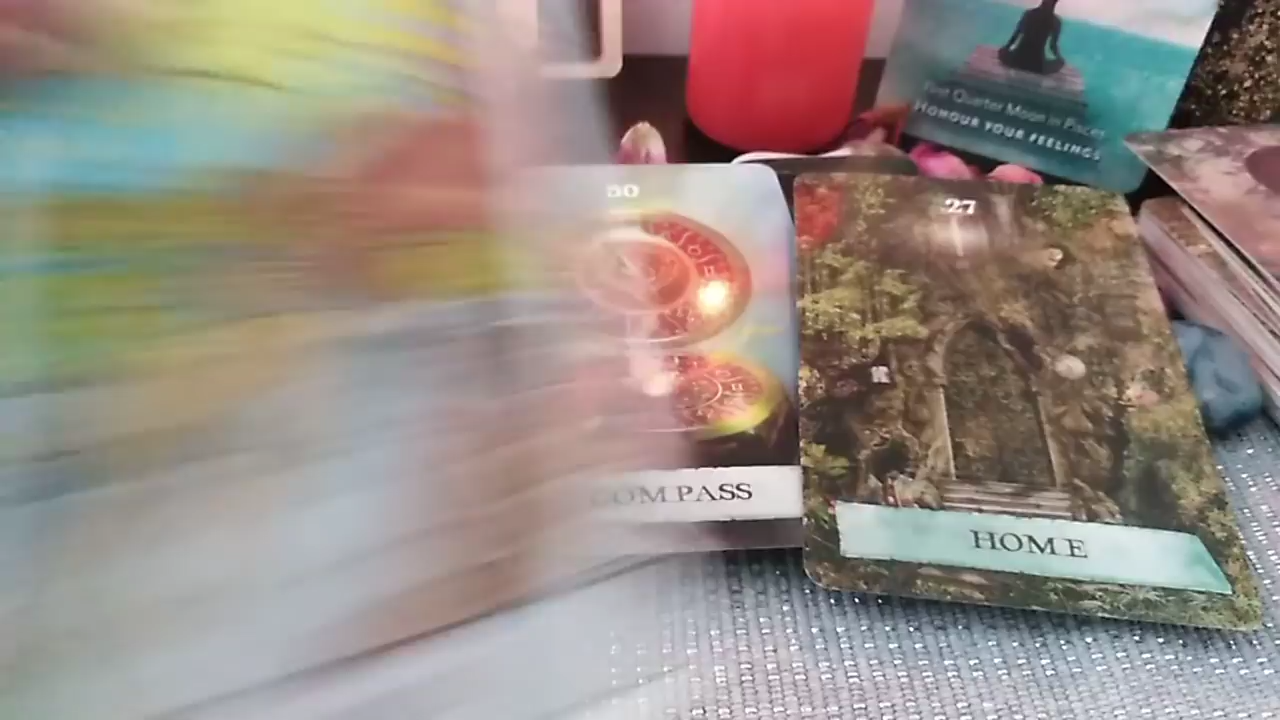 First Quarter Moon in Pisces
HONOUR YOUR FEELINGS
50
COMPASS
27
HOME